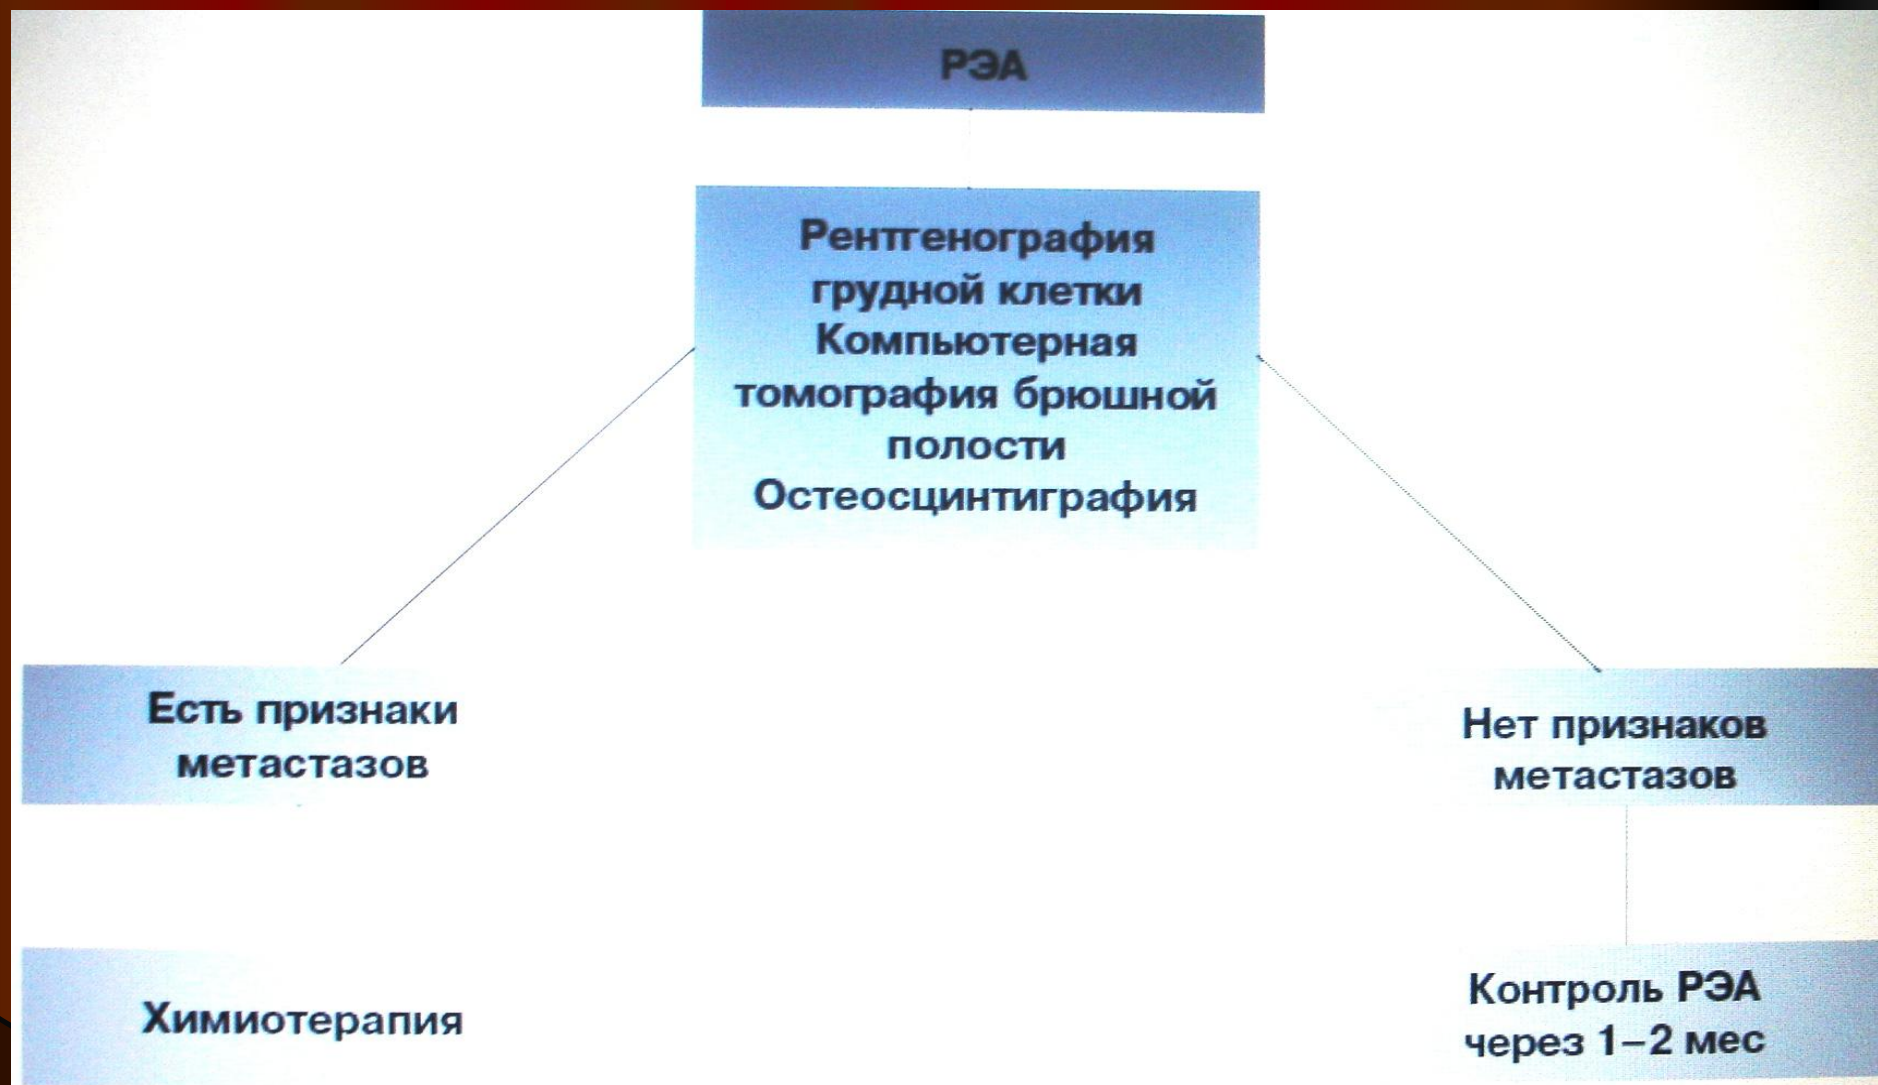 РЭА
Рентгенография
грудной клетки
Компьютерная
томография брюшной
полости
Остеосцинтиграфия
Есть признаки
метастазов
Нет признаков
метастазов
Химиотерапия
Контроль РЭА
через 1–2 мес